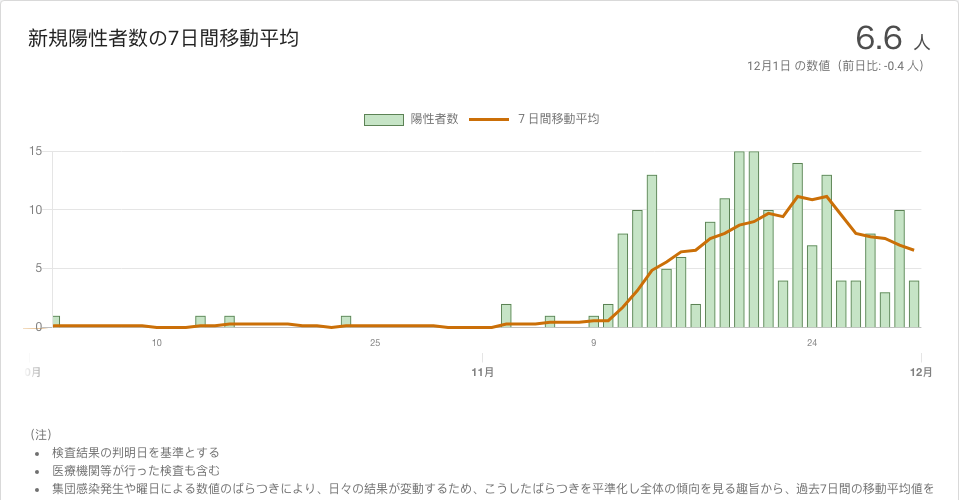 新規陽性者数の7日間移動平均
6.6 人
12月1日 の数値（前日比: -0.4 人）
陽性者数 7 日間移動平均
15
10
5
0
10 25 9 24
0月 11月 12月
（注）
検査結果の判明日を基準とする
医療機関等が行った検査も含む
集団感染発生や曜日による数値のばらつきにより、日々の結果が変動するため、こうしたばらつきを平準化し全体の傾向を見る趣旨から、過去7日間の移動平均値を